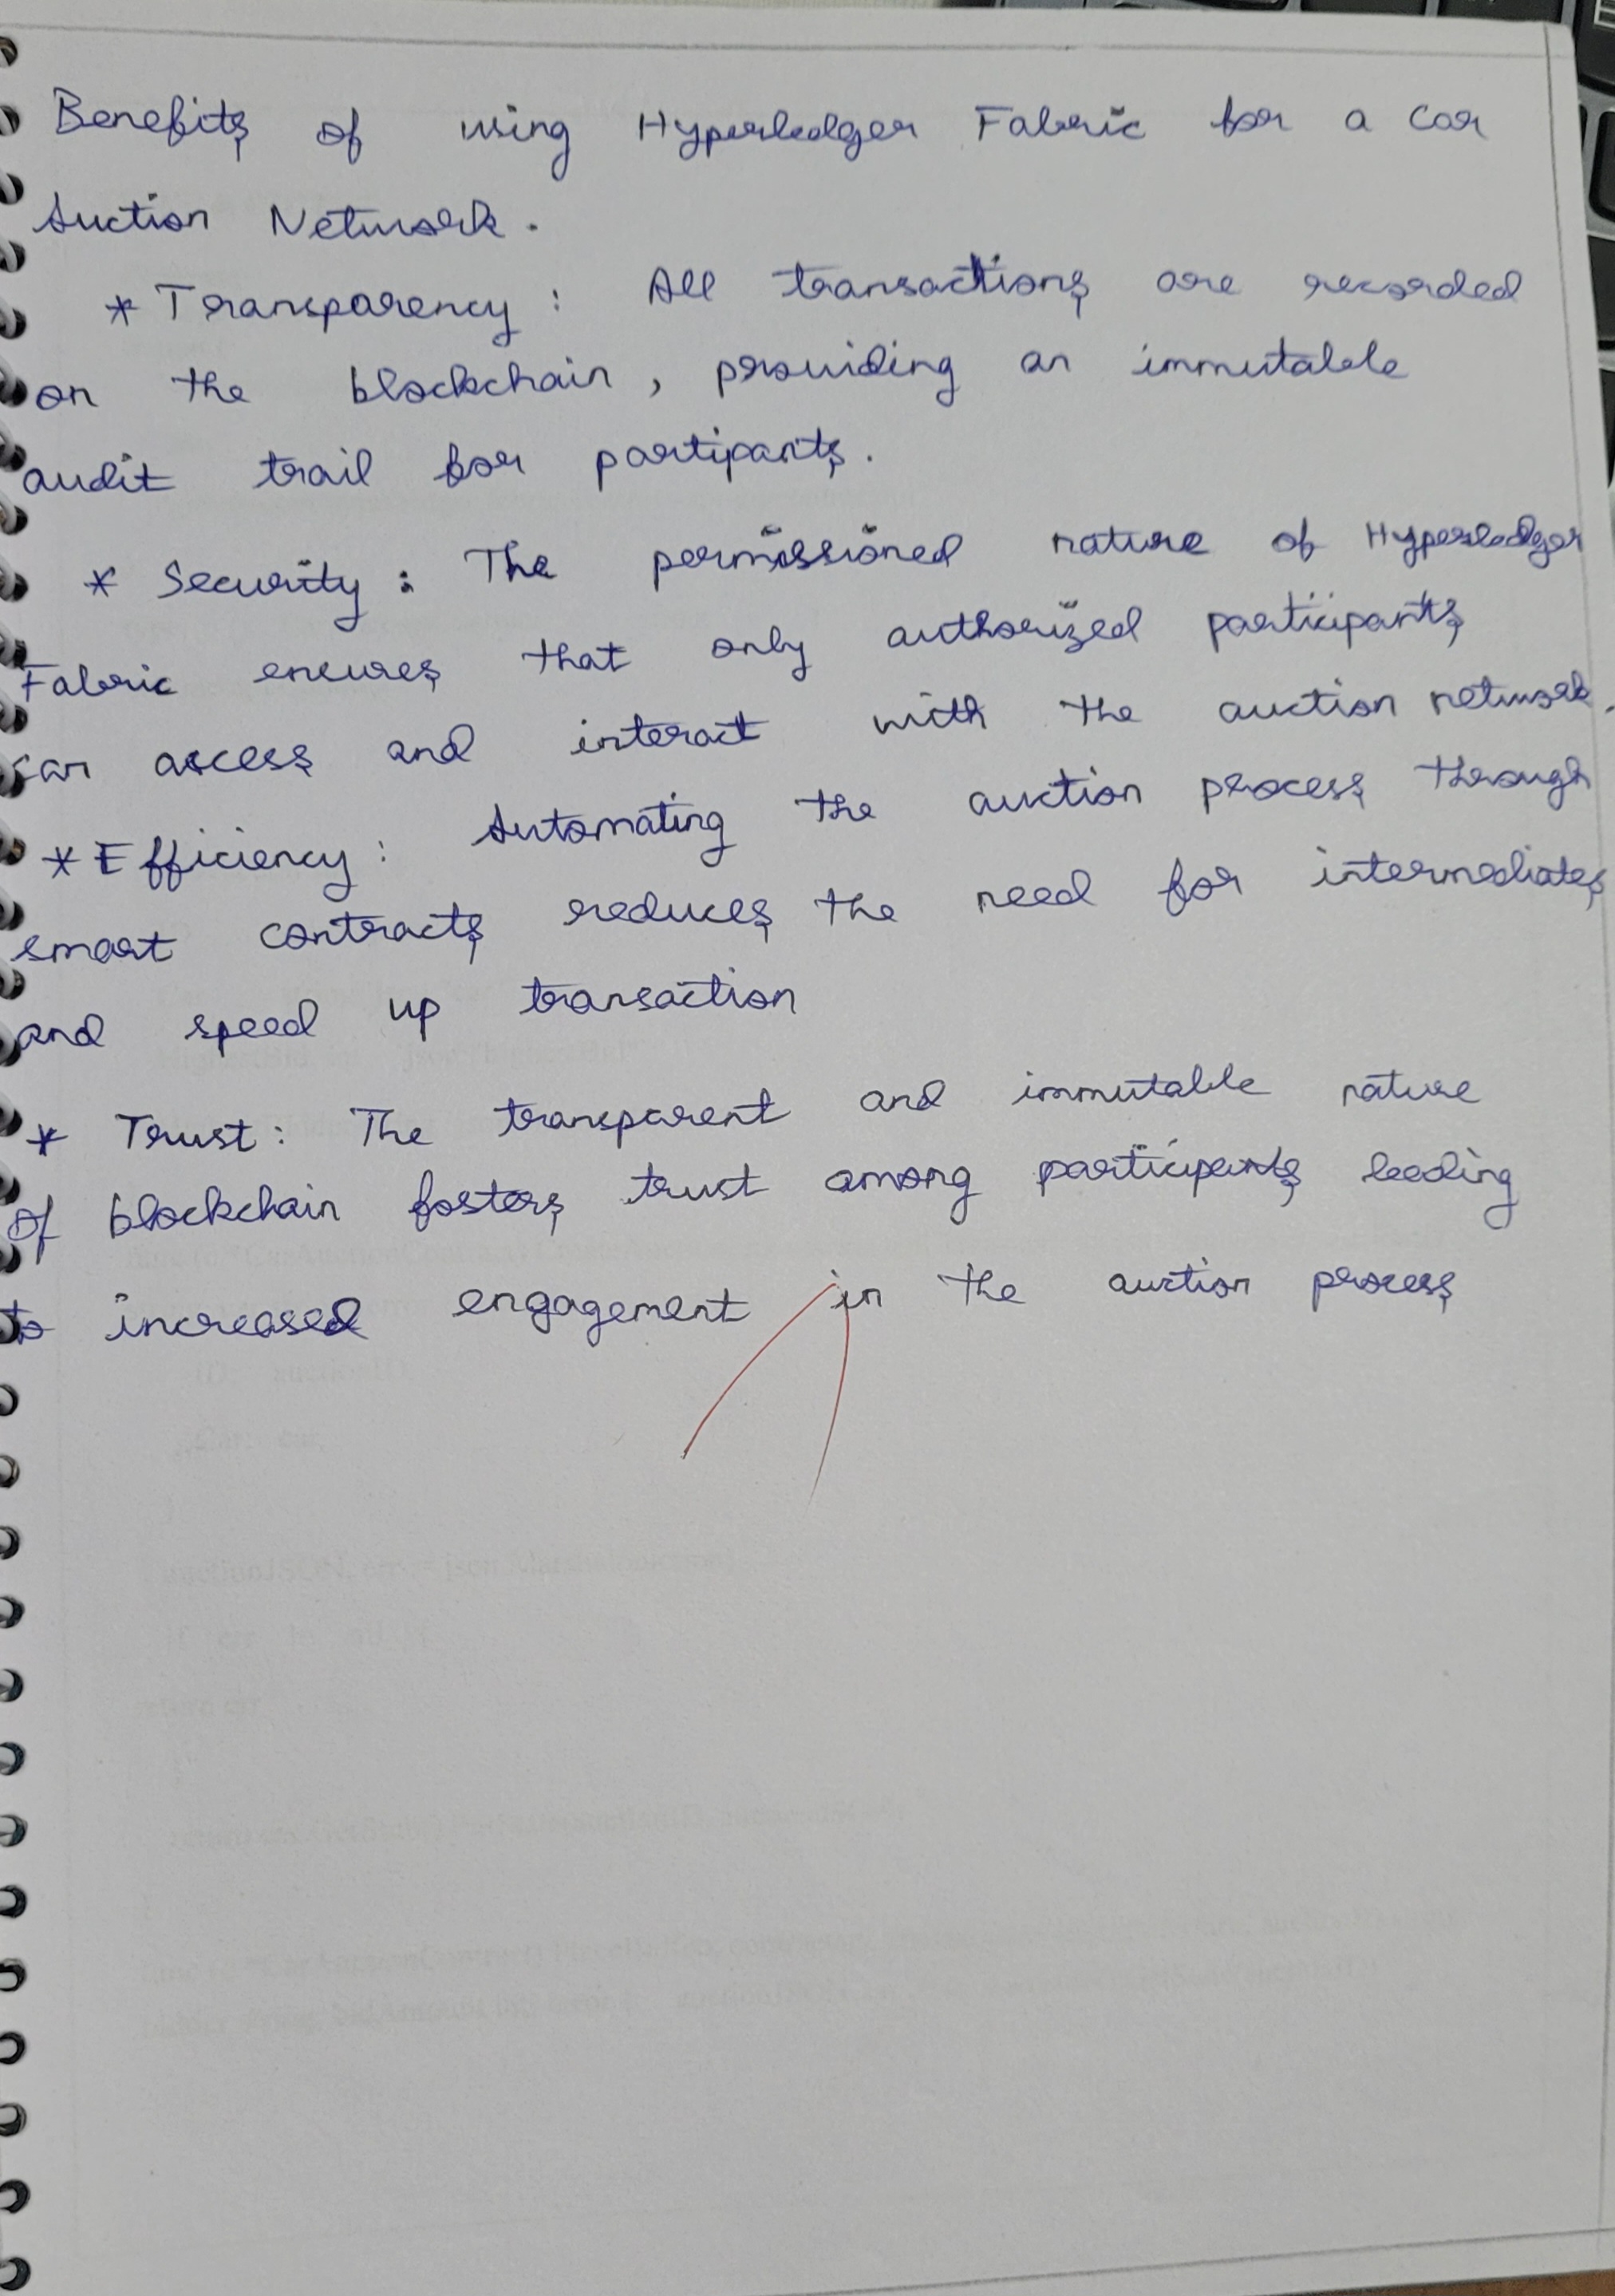 Benefits of using Hyperledger Fabric for a Car
Auction Network.
* Transparency : All transactions are recorded
on the blockchain, providing an immutable
audit trail for partipants.
* Security : The permissioned nature of Hyperledger
Fabric ensures that only authorized participants
can access and interact with the auction network.
* Efficiency : Automating the auction process through
smart contracts reduces the need for intermediates
and speed up transaction
* Trust : The transparent and immutable nature
of blockchain fosters trust among participants leading
to increased engagement in the auction process